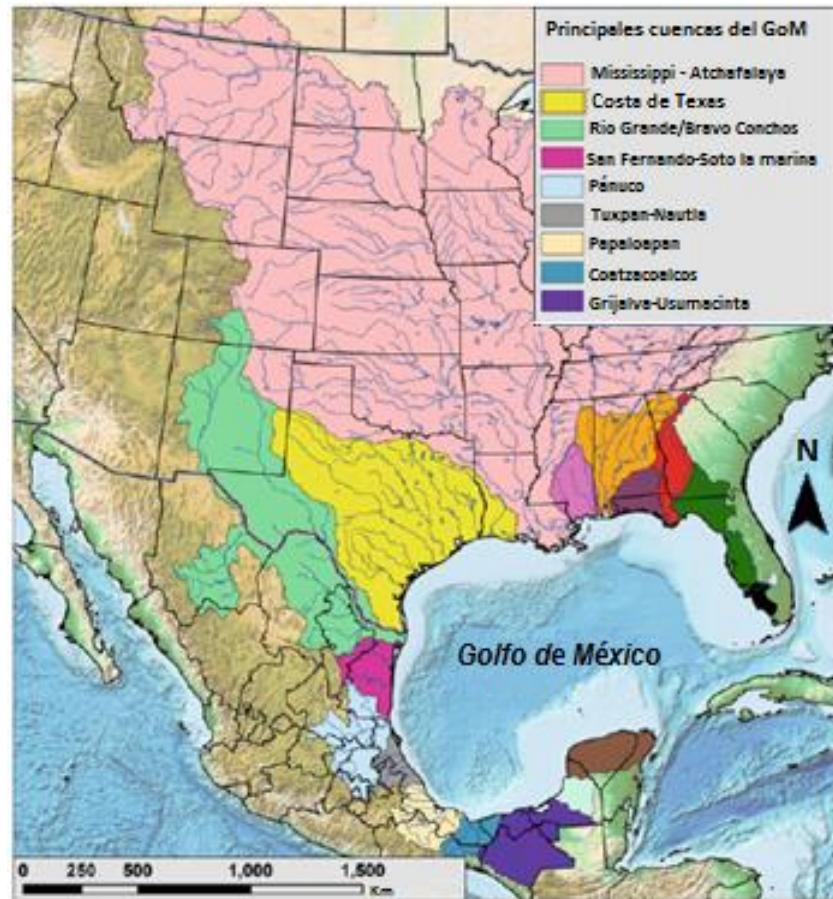 Principales cuencas del GoM
Mississippi - Atchafalaya
Costa de Texas
Rio Grande/Bravo Conchos
San Fernando-Soto la marina
Pánuco
Tuxpan-Nautla
Papaloapan
Coatzacoalcos
Grijalva-Usumacinta
N
Golfo de México
0 250 500 1,000 1,500
Km